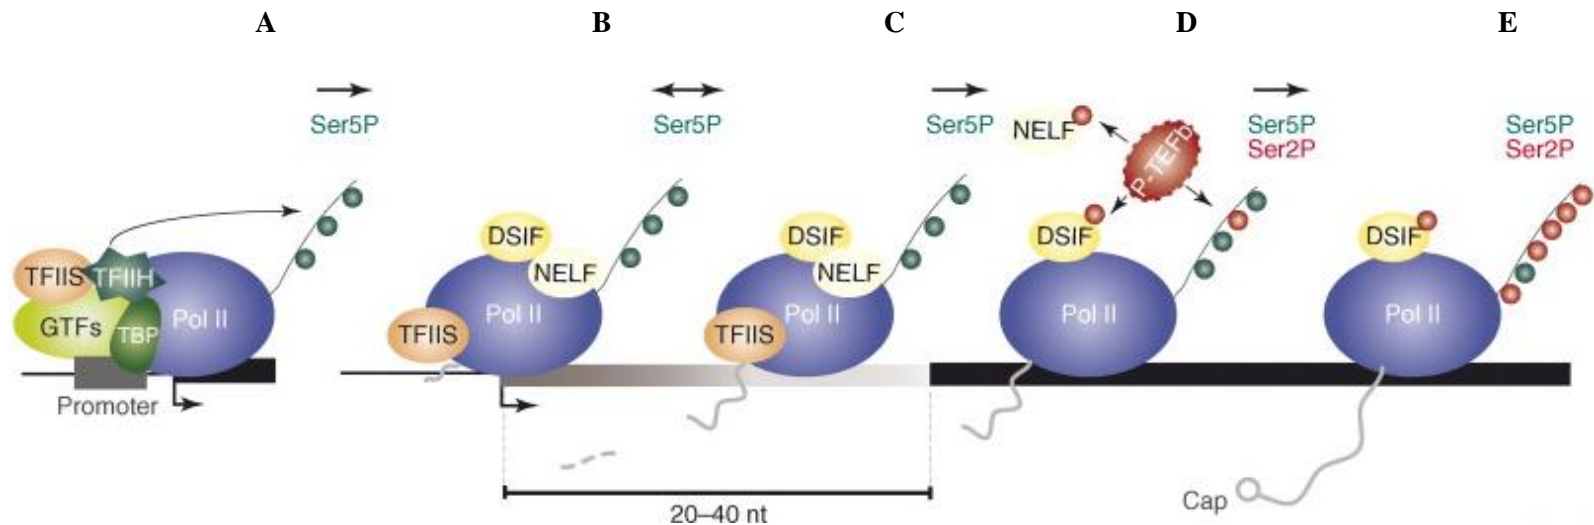 A
B
C
D
E
Ser5P
Ser5P
Ser5P
NELF
P-TEFb
Ser5P
Ser2P
Ser5P
Ser2P
TFIIS
TFIIH
GTFs
TBP
Pol II
Promoter
DSIF
NELF
Pol II
TFIIS
DSIF
NELF
Pol II
TFIIS
DSIF
Pol II
DSIF
Pol II
Cap
20–40 nt